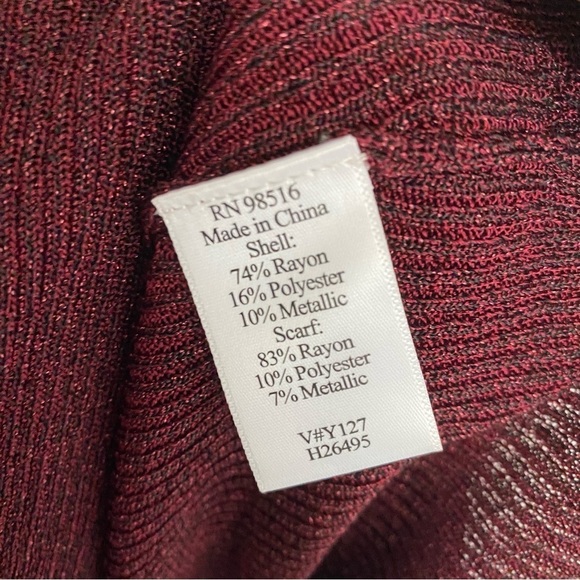 RN 98516
Made in China
Shell:
74% Rayon
16% Polyester
10% Metallic
Scarf:
83% Rayon
10% Polyester
7% Metallic
V#Y127
H26495